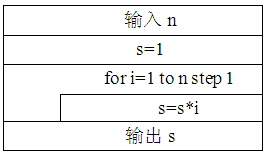 输入 n
s=1
for i=1 to n step 1
s=s*i
输出 s